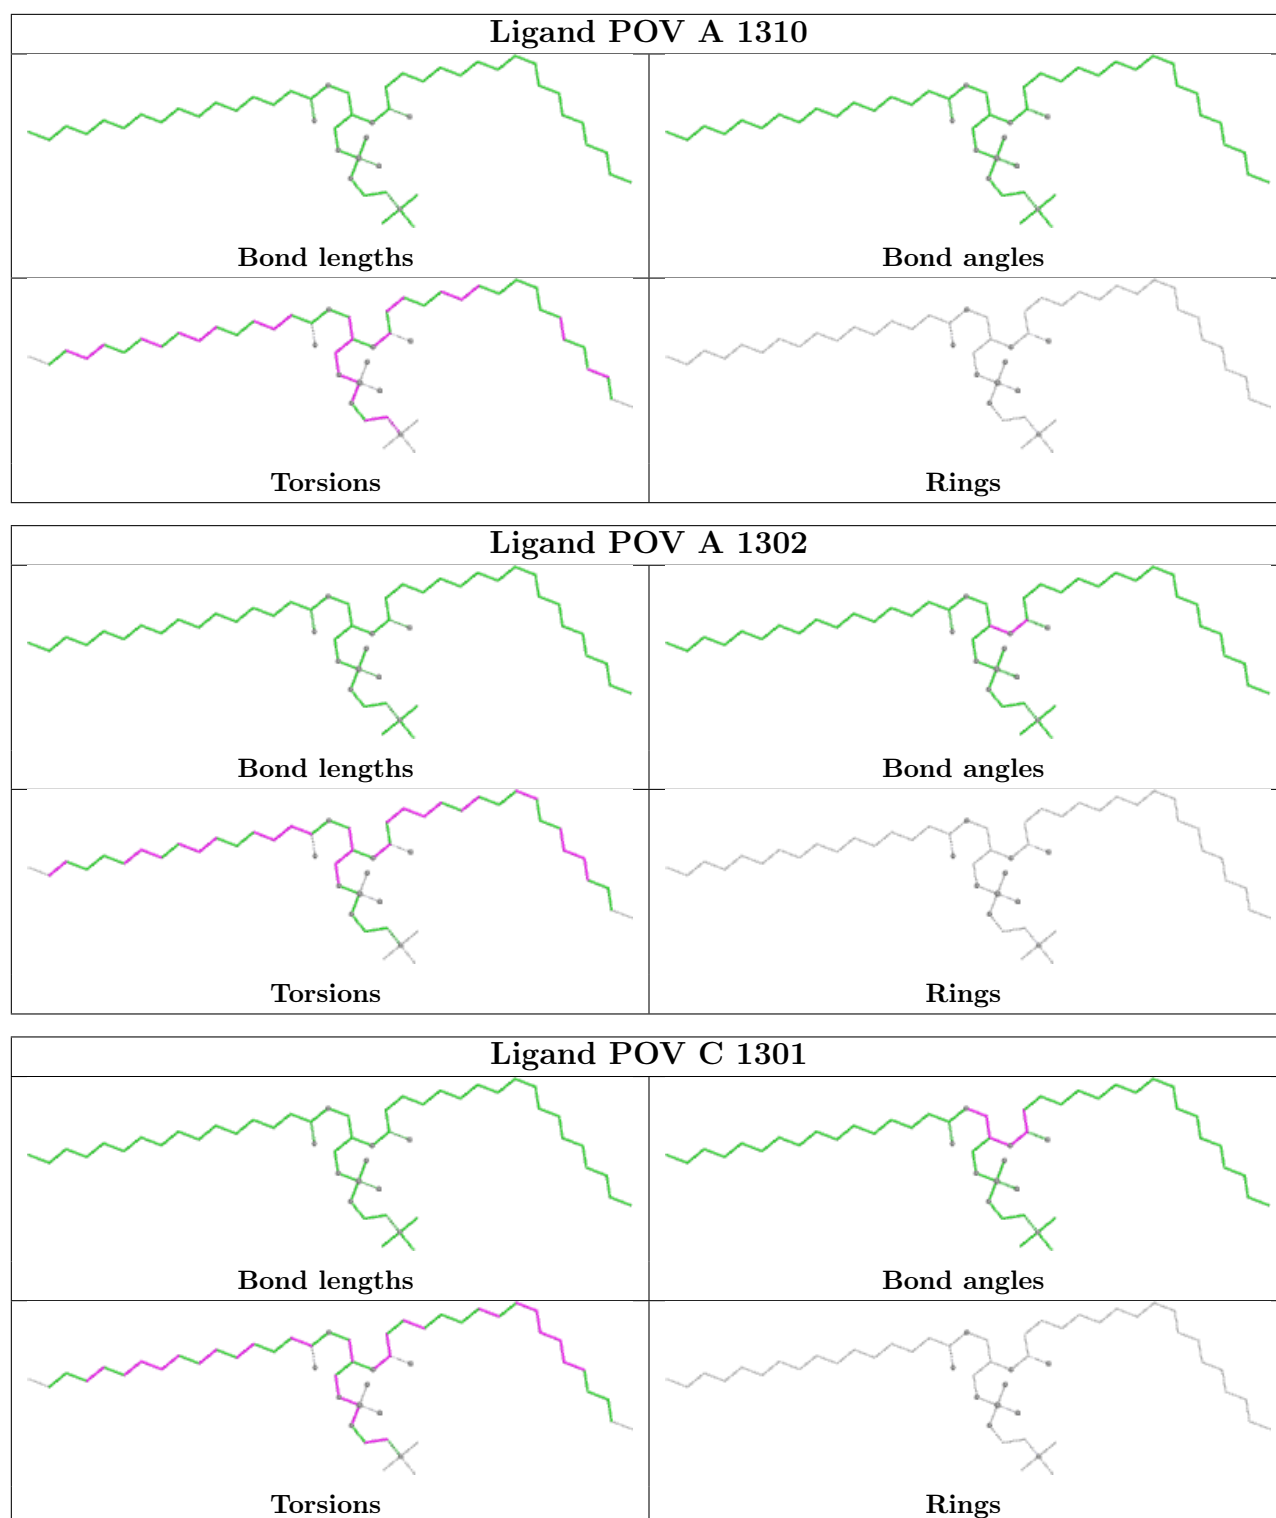 Ligand POV A 1310
Bond lengths
Bond angles
Torsions
Rings
Ligand POV A 1302
Bond lengths
Bond angles
Torsions
Rings
Ligand POV C 1301
Bond lengths
Bond angles
Torsions
Rings